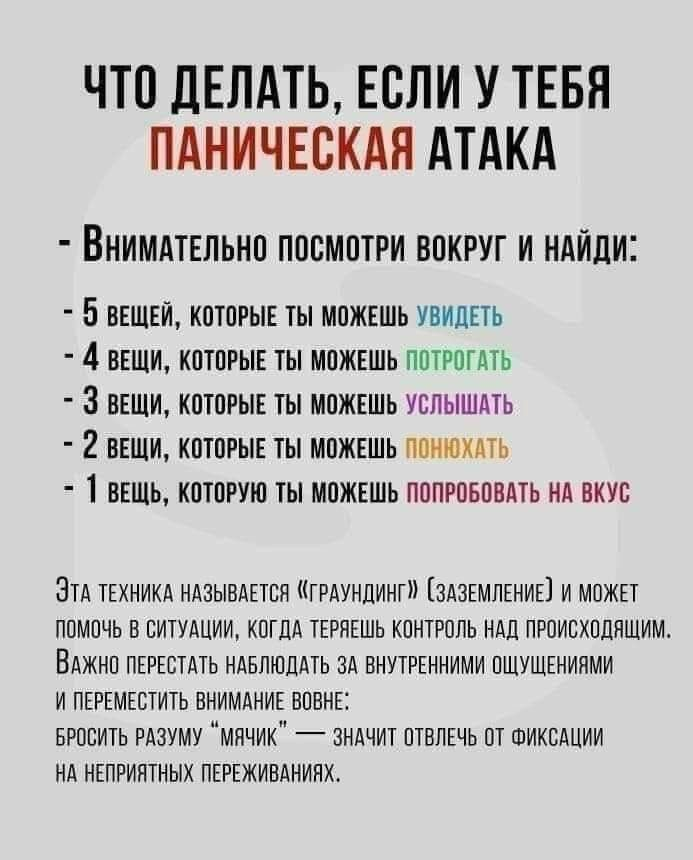 ЧТО ДЕЛАТЬ, ЕСЛИ У ТЕБЯ
ПАНИЧЕСКАЯ АТАКА
- Внимательно посмотри вокруг и найди:
- 5 вещей, которые ты можешь увидеть
- 4 вещи, которые ты можешь потрогать
- 3 вещи, которые ты можешь услышать
- 2 вещи, которые ты можешь понюхать
- 1 вещь, которую ты можешь попробовать на вкус
Эта техника называется «граундинг» (заземление) и может
помочь в ситуации, когда теряешь контроль над происходящим.
Важно перестать наблюдать за внутренними ощущениями
и переместить внимание вовне:
бросить разуму “мячик” — значит отвлечь от фиксации
на неприятных переживаниях.